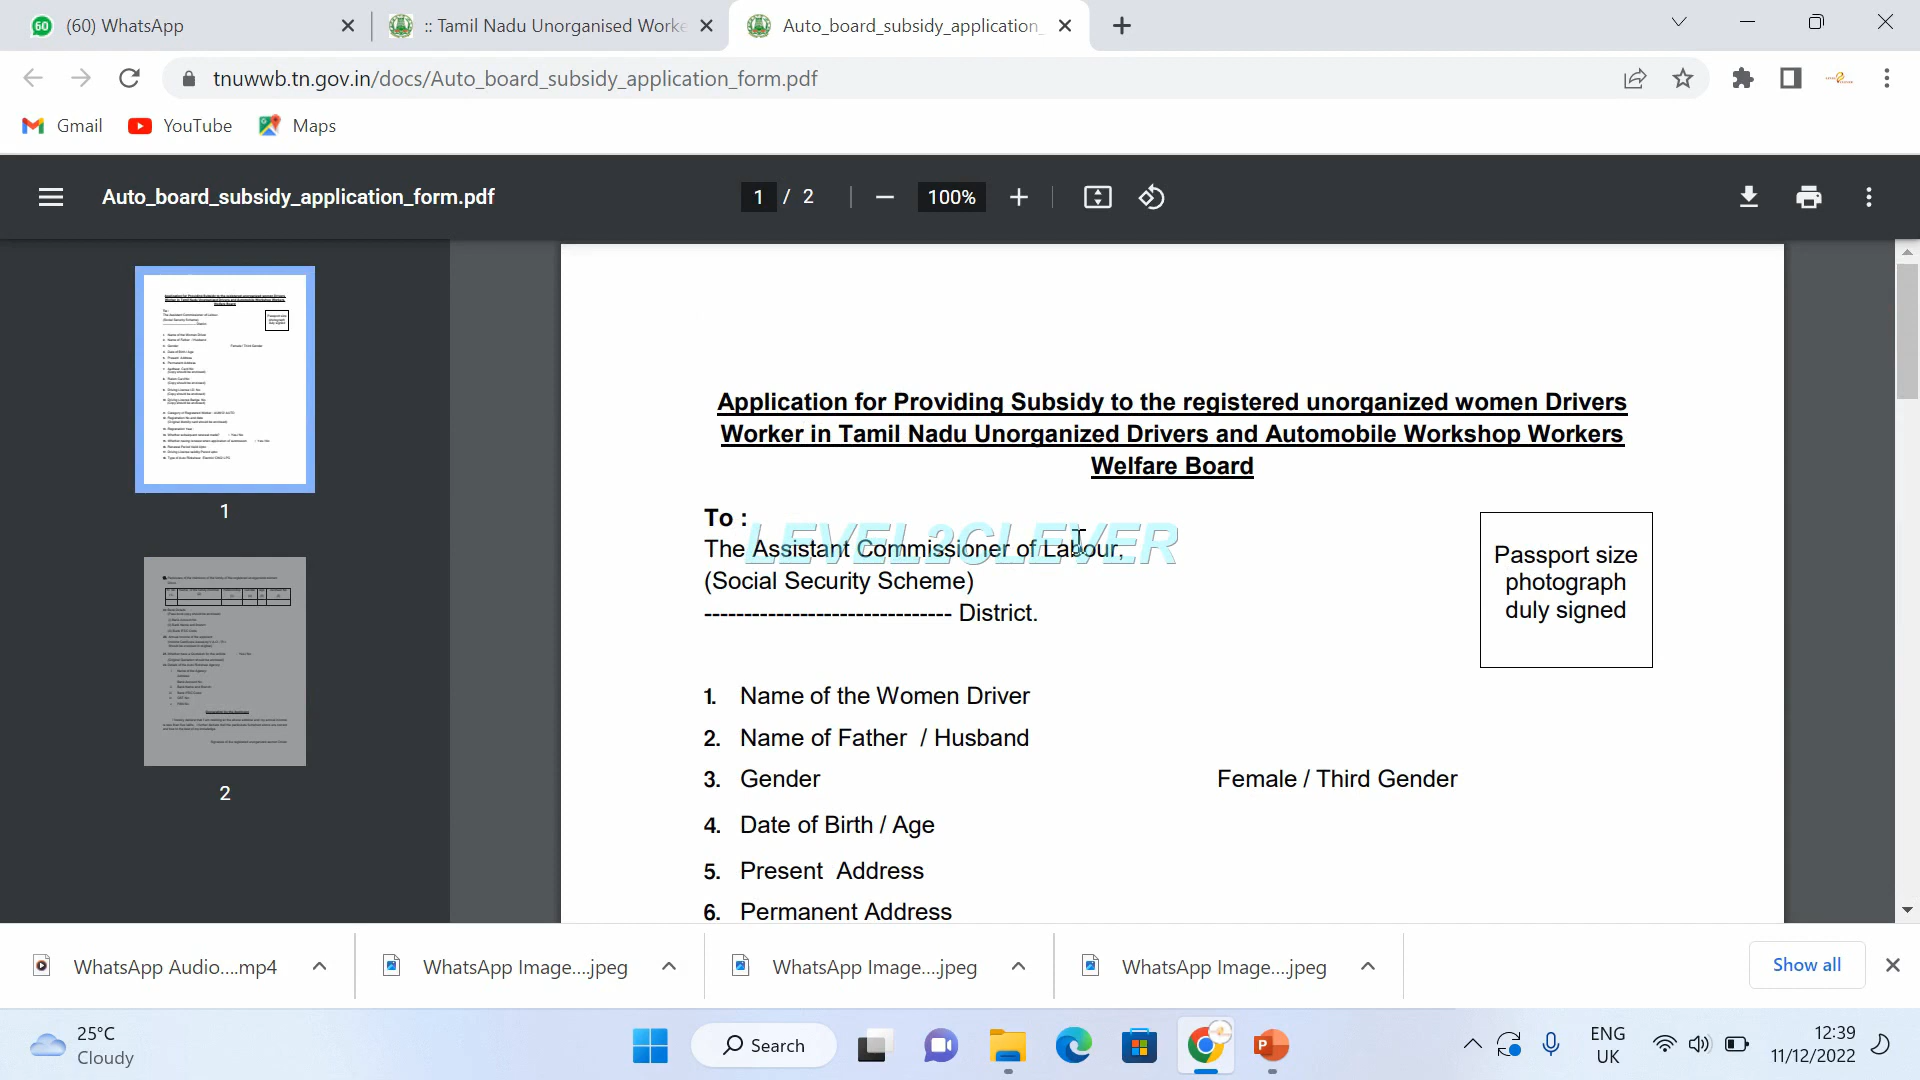 (60) WhatsApp
:: Tamil Nadu Unorganised Worke
Auto_board_subsidy_application_
tnuwwb.tn.gov.in/docs/Auto_board_subsidy_application_form.pdf
Gmail
YouTube
Maps
Auto_board_subsidy_application_form.pdf
1 / 2
100%
1
2
Application for Providing Subsidy to the registered unorganized women Drivers
Worker in Tamil Nadu Unorganized Drivers and Automobile Workshop Workers
Welfare Board
To :
LEVEL2CLEVER
The Assistant Commissioner of Labour,
(Social Security Scheme)
------------------------------ District.
Passport size
photograph
duly signed
1. Name of the Women Driver
2. Name of Father / Husband
3. Gender Female / Third Gender
4. Date of Birth / Age
5. Present Address
6. Permanent Address
WhatsApp Audio....mp4
WhatsApp Image....jpeg
WhatsApp Image....jpeg
WhatsApp Image....jpeg
Show all
25°C
Cloudy
Search
ENG
UK
12:39
11/12/2022